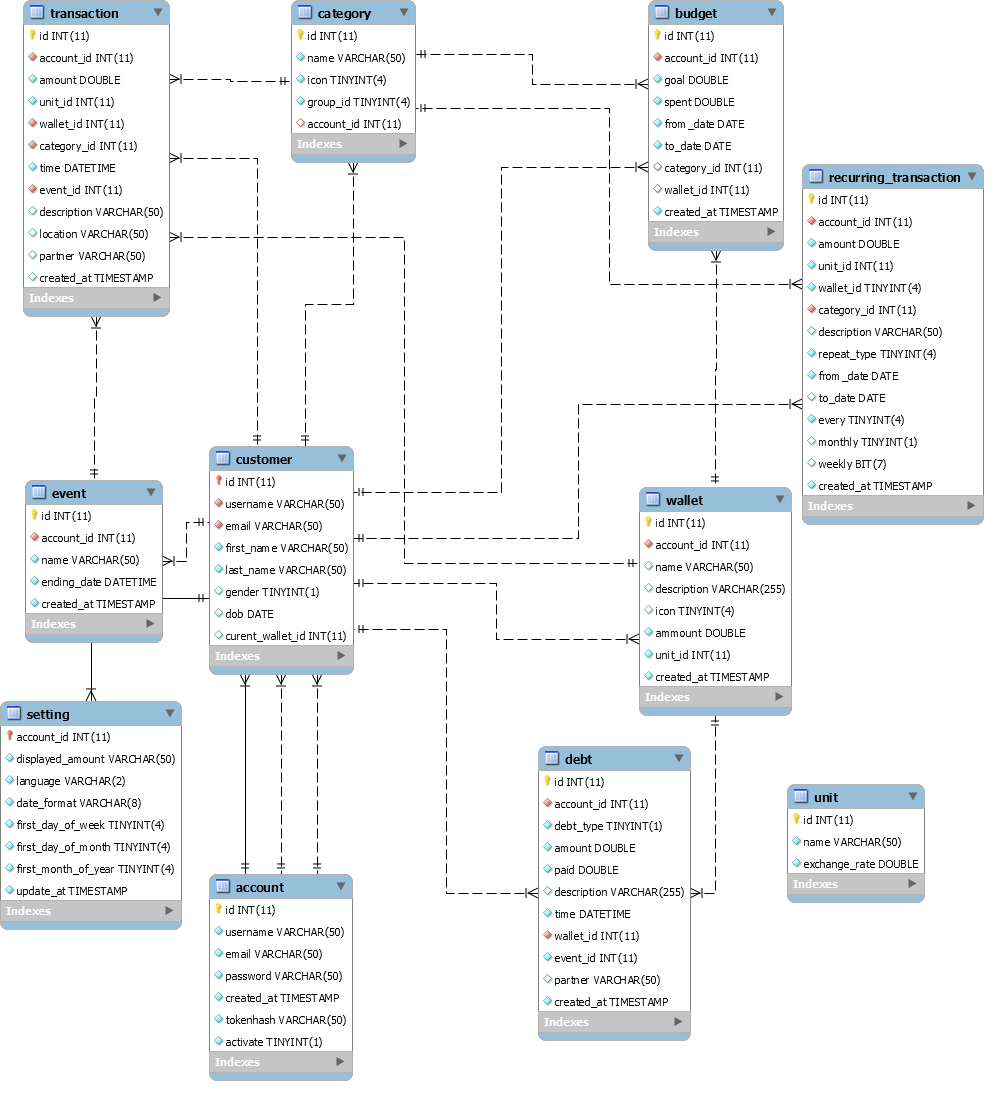 transaction
id INT(11)
account_id INT(11)
amount DOUBLE
unit_id INT(11)
wallet_id INT(11)
category_id INT(11)
time DATETIME
event_id INT(11)
description VARCHAR(50)
location VARCHAR(50)
partner VARCHAR(50)
created_at TIMESTAMP
Indexes
category
id INT(11)
name VARCHAR(50)
icon TINYINT(4)
group_id TINYINT(4)
account_id INT(11)
Indexes
budget
id INT(11)
account_id INT(11)
goal DOUBLE
spent DOUBLE
from_date DATE
to_date DATE
category_id INT(11)
wallet_id INT(11)
created_at TIMESTAMP
Indexes
recurring_transaction
id INT(11)
account_id INT(11)
amount DOUBLE
unit_id INT(11)
wallet_id TINYINT(4)
category_id INT(11)
description VARCHAR(50)
repeat_type TINYINT(4)
from_date DATE
to_date DATE
every TINYINT(4)
monthly TINYINT(1)
weekly BIT(7)
created_at TIMESTAMP
Indexes
event
id INT(11)
account_id INT(11)
name VARCHAR(50)
ending_date DATETIME
created_at TIMESTAMP
Indexes
customer
id INT(11)
username VARCHAR(50)
email VARCHAR(50)
first_name VARCHAR(50)
last_name VARCHAR(50)
gender TINYINT(1)
dob DATE
curent_wallet_id INT(11)
Indexes
wallet
id INT(11)
account_id INT(11)
name VARCHAR(50)
description VARCHAR(255)
icon TINYINT(4)
ammount DOUBLE
unit_id INT(11)
created_at TIMESTAMP
Indexes
setting
account_id INT(11)
displayed_amount VARCHAR(50)
language VARCHAR(2)
date_format VARCHAR(8)
first_day_of_week TINYINT(4)
first_day_of_month TINYINT(4)
first_month_of_year TINYINT(4)
update_at TIMESTAMP
Indexes
account
id INT(11)
username VARCHAR(50)
email VARCHAR(50)
password VARCHAR(50)
created_at TIMESTAMP
tokenhash VARCHAR(50)
activate TINYINT(1)
Indexes
debt
id INT(11)
account_id INT(11)
debt_type TINYINT(1)
amount DOUBLE
paid DOUBLE
description VARCHAR(255)
time DATETIME
wallet_id INT(11)
event_id INT(11)
partner VARCHAR(50)
created_at TIMESTAMP
Indexes
unit
id INT(11)
name VARCHAR(50)
exchange_rate DOUBLE
Indexes